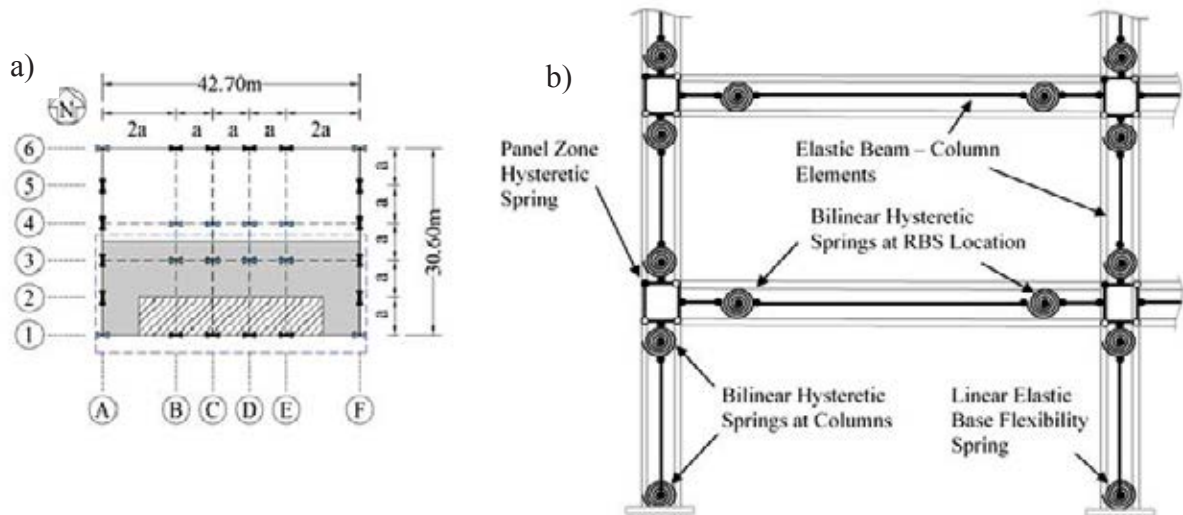 a)
42.70m
N
2a
a
a
a
2a
6
5
4
3
2
1
a
a
a
a
a
30.60m
A
B
C
D
E
F
b)
Panel Zone
Hysteretic
Spring
Elastic Beam – Column
Elements
Bilinear Hysteretic
Springs at RBS Location
Bilinear Hysteretic
Springs at Columns
Linear Elastic
Base Flexibility
Spring